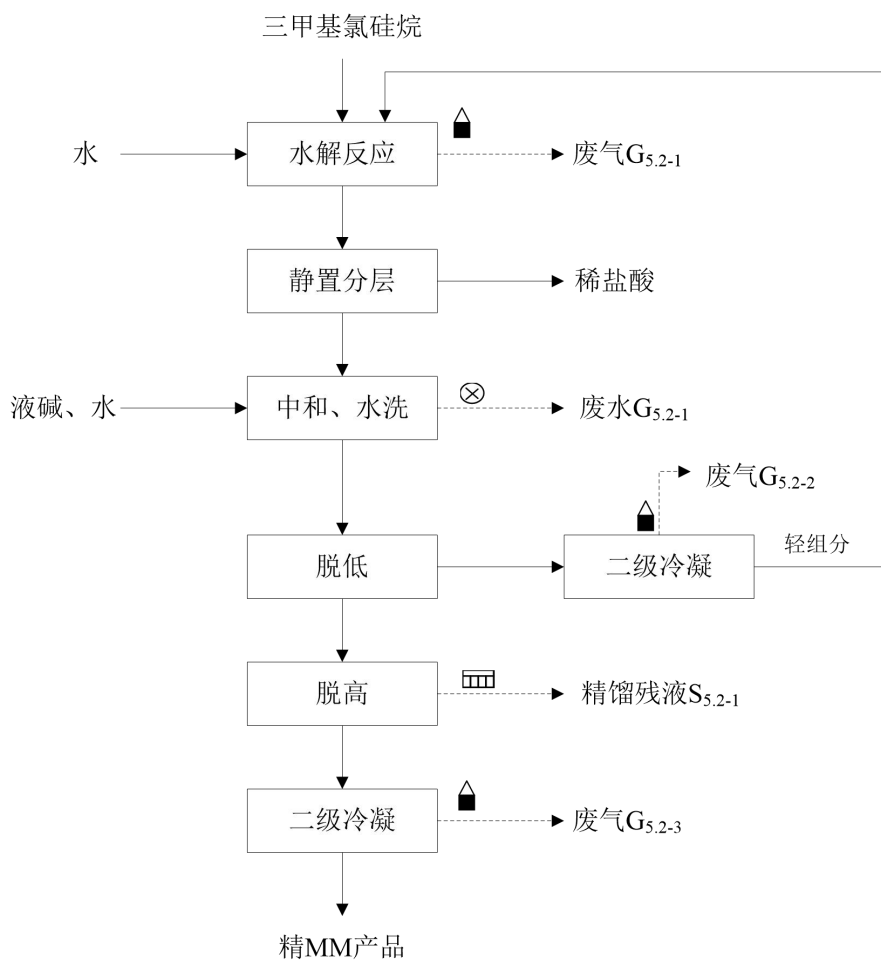 三甲基氯硅烷
水
水解反应
废气G5.2-1
静置分层
稀盐酸
液碱、水
中和、水洗
废水G5.2-1
废气G5.2-2
脱低
二级冷凝
轻组分
脱高
精馏残液S5.2-1
二级冷凝
废气G5.2-3
精MM产品